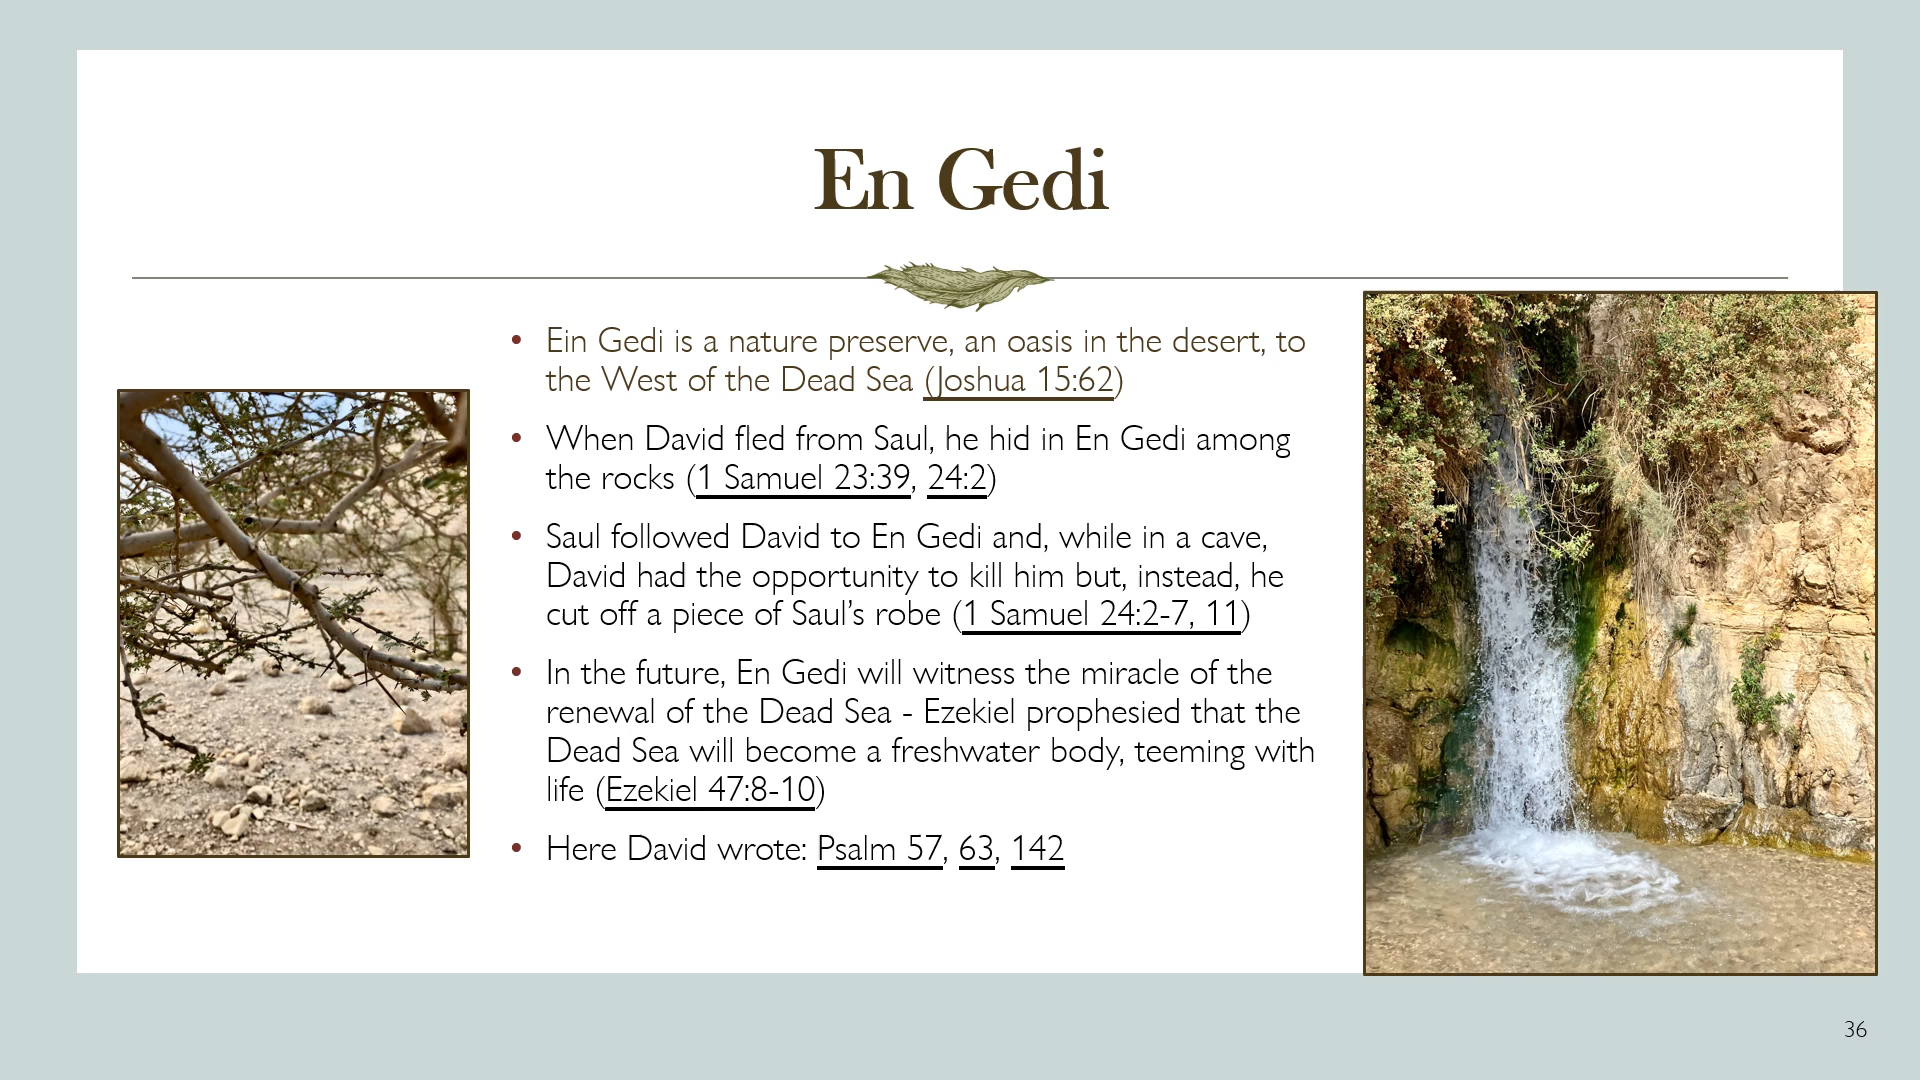 En Gedi
• Ein Gedi is a nature preserve, an oasis in the desert, to
the West of the Dead Sea (Joshua 15:62)
• When David fled from Saul, he hid in En Gedi among
the rocks (1 Samuel 23:39, 24:2)
• Saul followed David to En Gedi and, while in a cave,
David had the opportunity to kill him but, instead, he
cut off a piece of Saul’s robe (1 Samuel 24:2-7, 11)
• In the future, En Gedi will witness the miracle of the
renewal of the Dead Sea - Ezekiel prophesied that the
Dead Sea will become a freshwater body, teeming with
life (Ezekiel 47:8-10)
• Here David wrote: Psalm 57, 63, 142
36